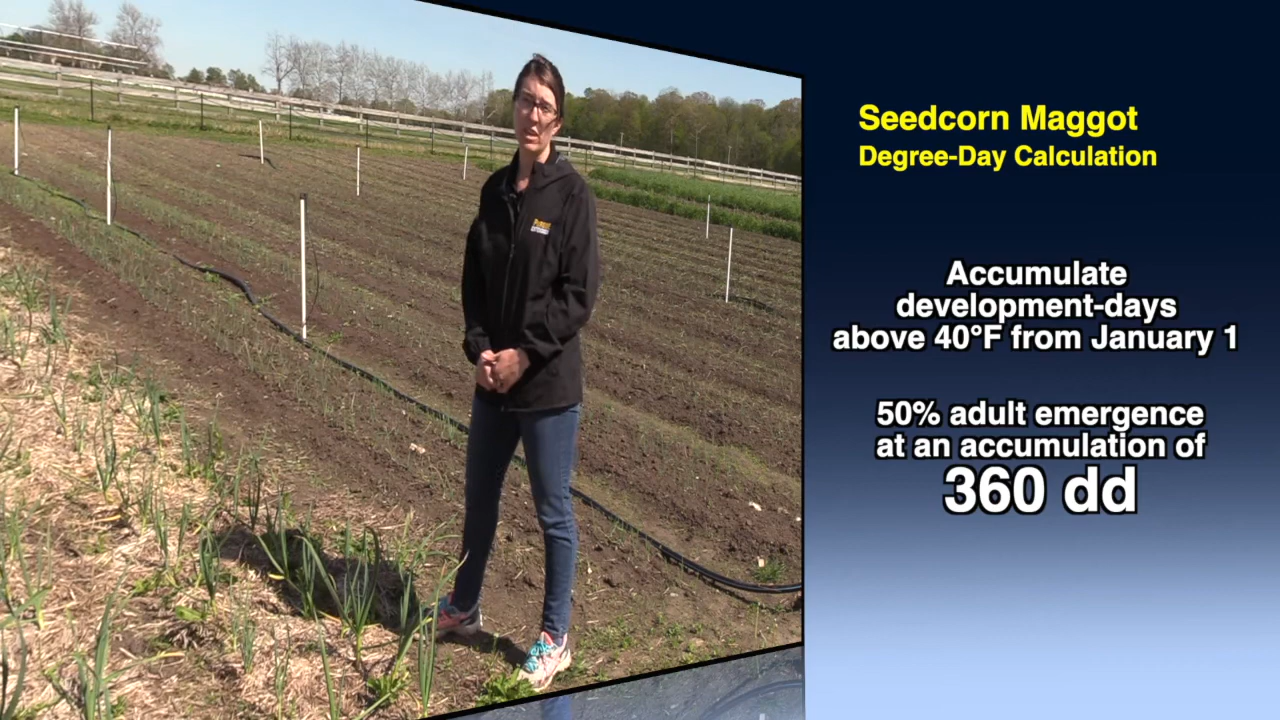 Seedcorn Maggot
Degree-Day Calculation
Accumulate
development-days
above 40°F from January 1
50% adult emergence
at an accumulation of
360 dd